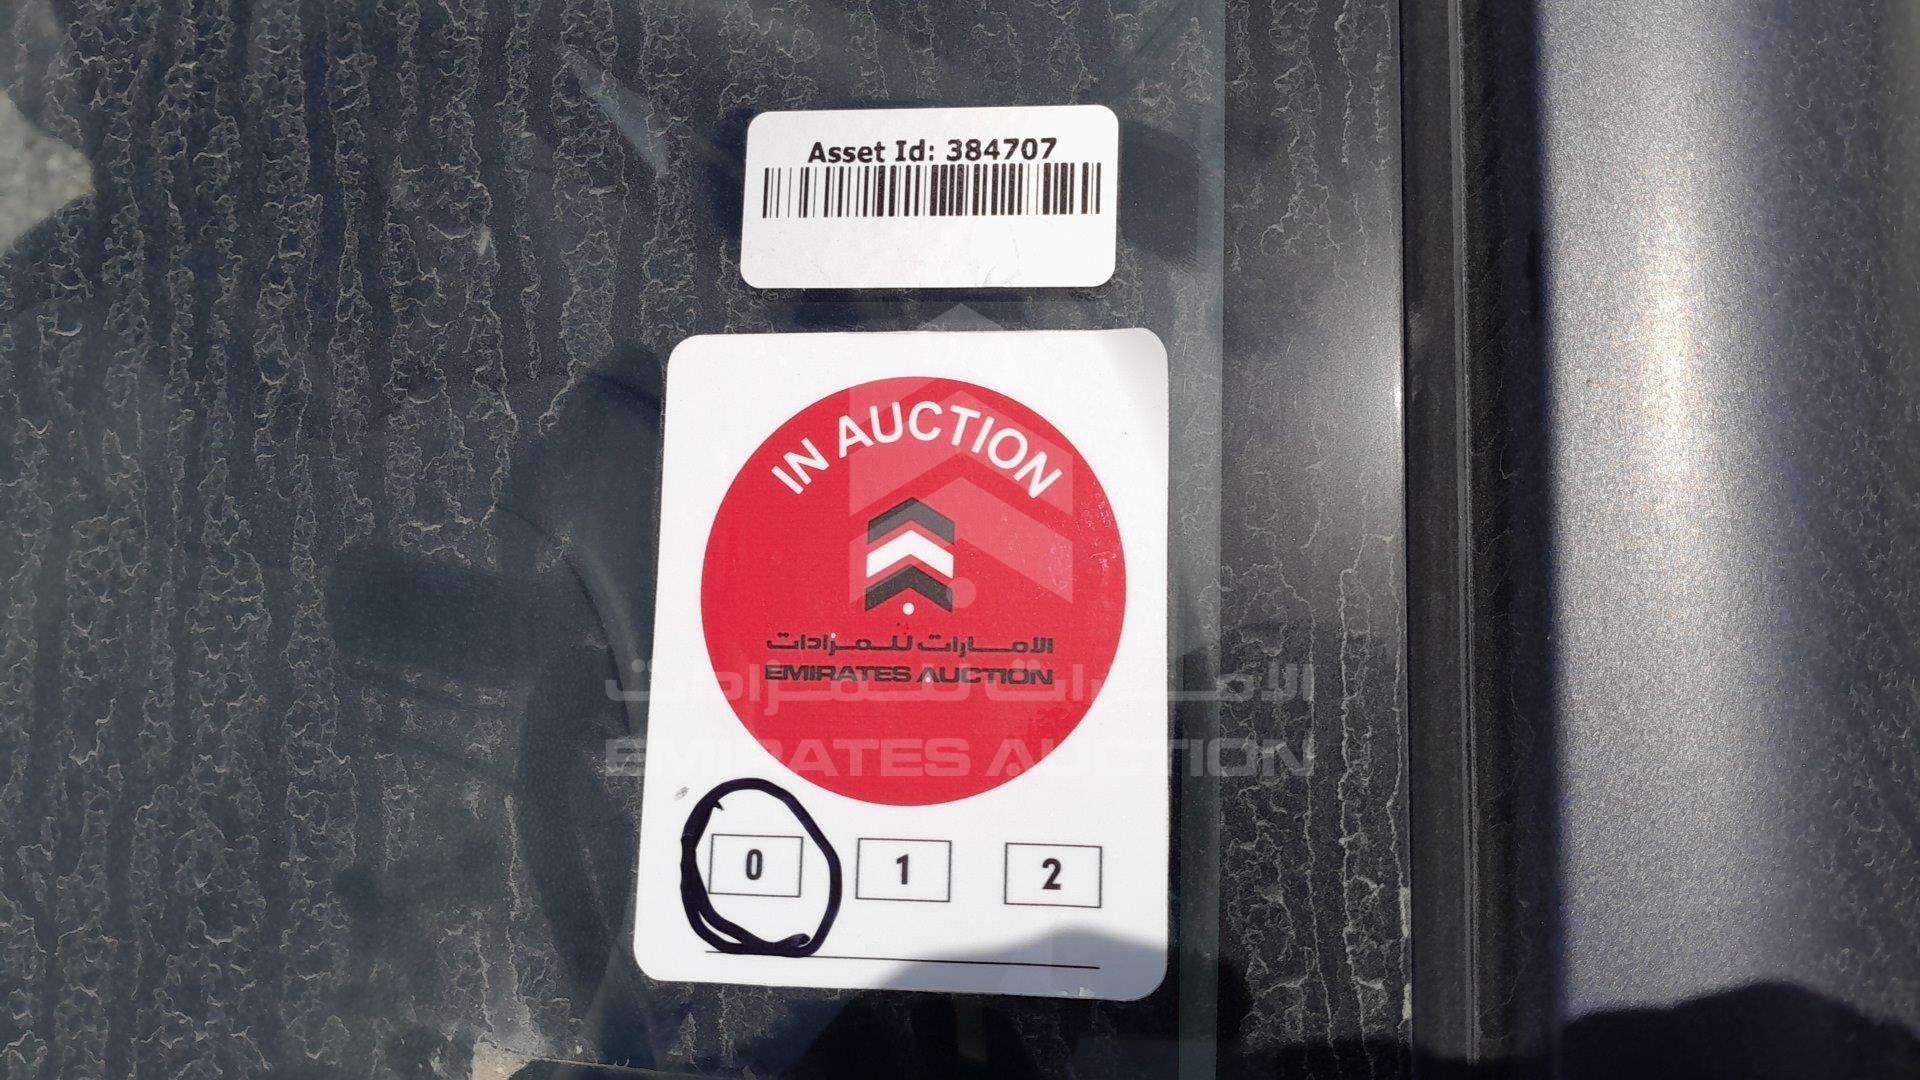 Asset Id: 384707
IN AUCTION
الامارات للمزادات
EMIRATES AUCTION
الامارات للمزادات
EMIRATES AUCTION
0 1 2